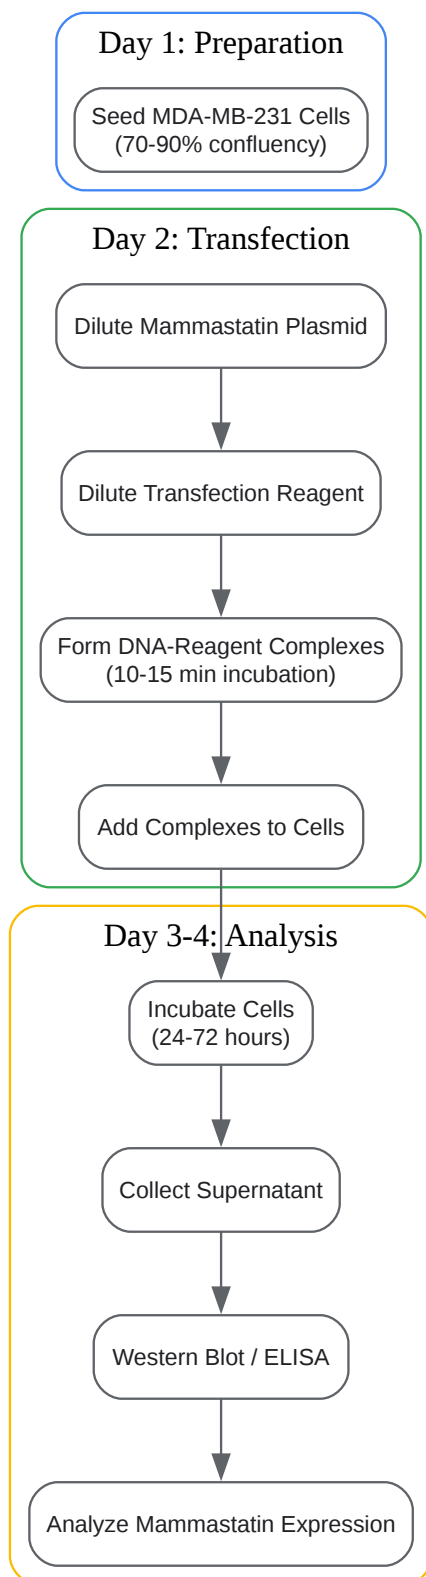 Day 1: Preparation
Seed MDA-MB-231 Cells
(70-90% confluency)
Day 2: Transfection
Dilute Mammastatin Plasmid
Dilute Transfection Reagent
Form DNA-Reagent Complexes
(10-15 min incubation)
Add Complexes to Cells
Day 3-4: Analysis
Incubate Cells
(24-72 hours)
Collect Supernatant
Western Blot / ELISA
Analyze Mammastatin Expression